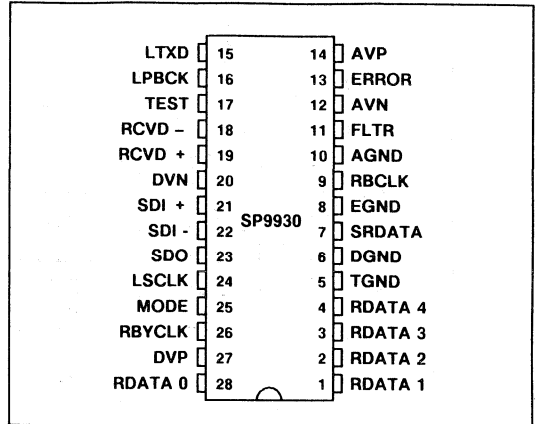 LTXD 15 14 AVP
LPBCK 16 13 ERROR
TEST 17 12 AVN
RCVD – 18 11 FLTR
RCVD + 19 10 AGND
DVN 20 9 RBCLK
SDI + 21 8 EGND
SP9930
SDI - 22 7 SRDATA
SDO 23 6 DGND
LSCLK 24 5 TGND
MODE 25 4 RDATA 4
RBYCLK 26 3 RDATA 3
DVP 27 2 RDATA 2
RDATA 0 28 1 RDATA 1